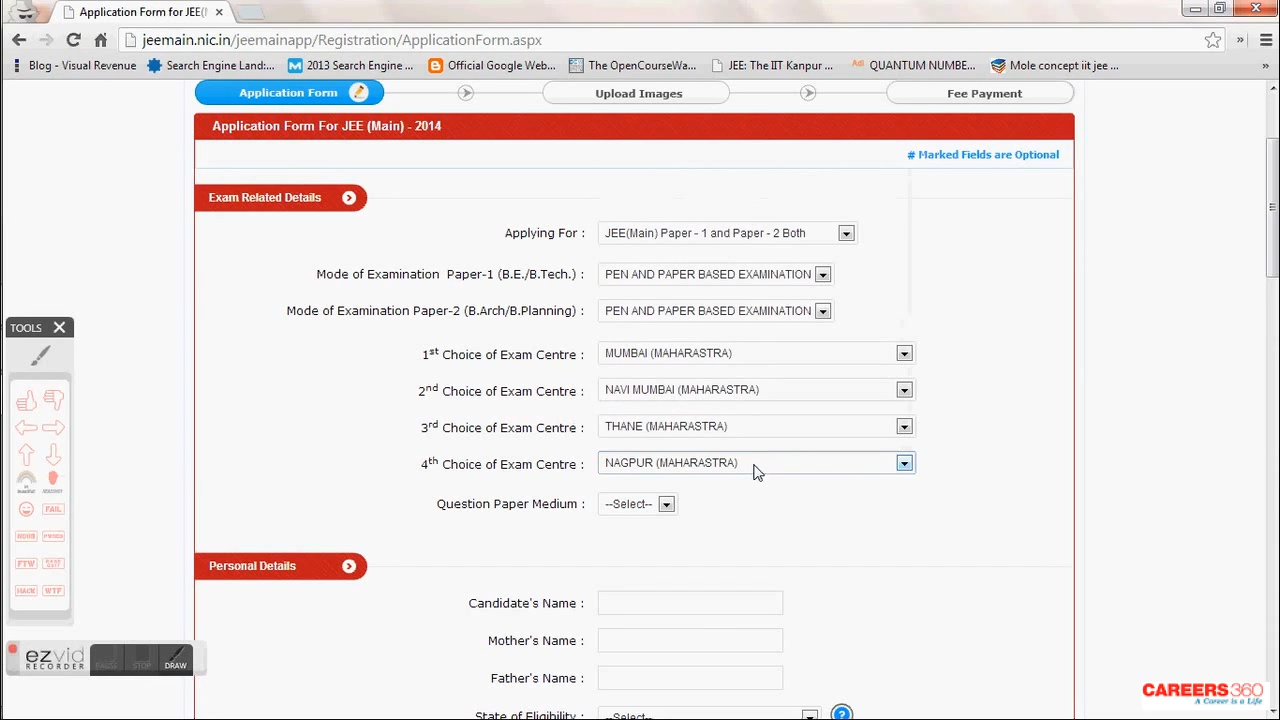 Application Form for JEE(
jeemain.nic.in/jeemainapp/Registration/ApplicationForm.aspx
Blog - Visual Revenue Search Engine Land:... 2013 Search Engine ... Official Google Web... The OpenCourseWa... JEE: The IIT Kanpur ... QUANTUM NUMBE... Mole concept iit jee ...
Application Form Upload Images Fee Payment
Application Form For JEE (Main) - 2014
# Marked Fields are Optional
Exam Related Details
Applying For : JEE(Main) Paper - 1 and Paper - 2 Both
Mode of Examination Paper-1 (B.E./B.Tech.) : PEN AND PAPER BASED EXAMINATION
Mode of Examination Paper-2 (B.Arch/B.Planning) : PEN AND PAPER BASED EXAMINATION
1st Choice of Exam Centre : MUMBAI (MAHARASTRA)
2nd Choice of Exam Centre : NAVI MUMBAI (MAHARASTRA)
3rd Choice of Exam Centre : THANE (MAHARASTRA)
4th Choice of Exam Centre : NAGPUR (MAHARASTRA)
Question Paper Medium : --Select--
Personal Details
Candidate's Name :
Mother's Name :
Father's Name :
State of Eligibility : --Select--
TOOLS
FAIL
FTW
HACK WTF
ezvid
RECORDER
PAUSE STOP DRAW
CAREERS360
A Career is a Life